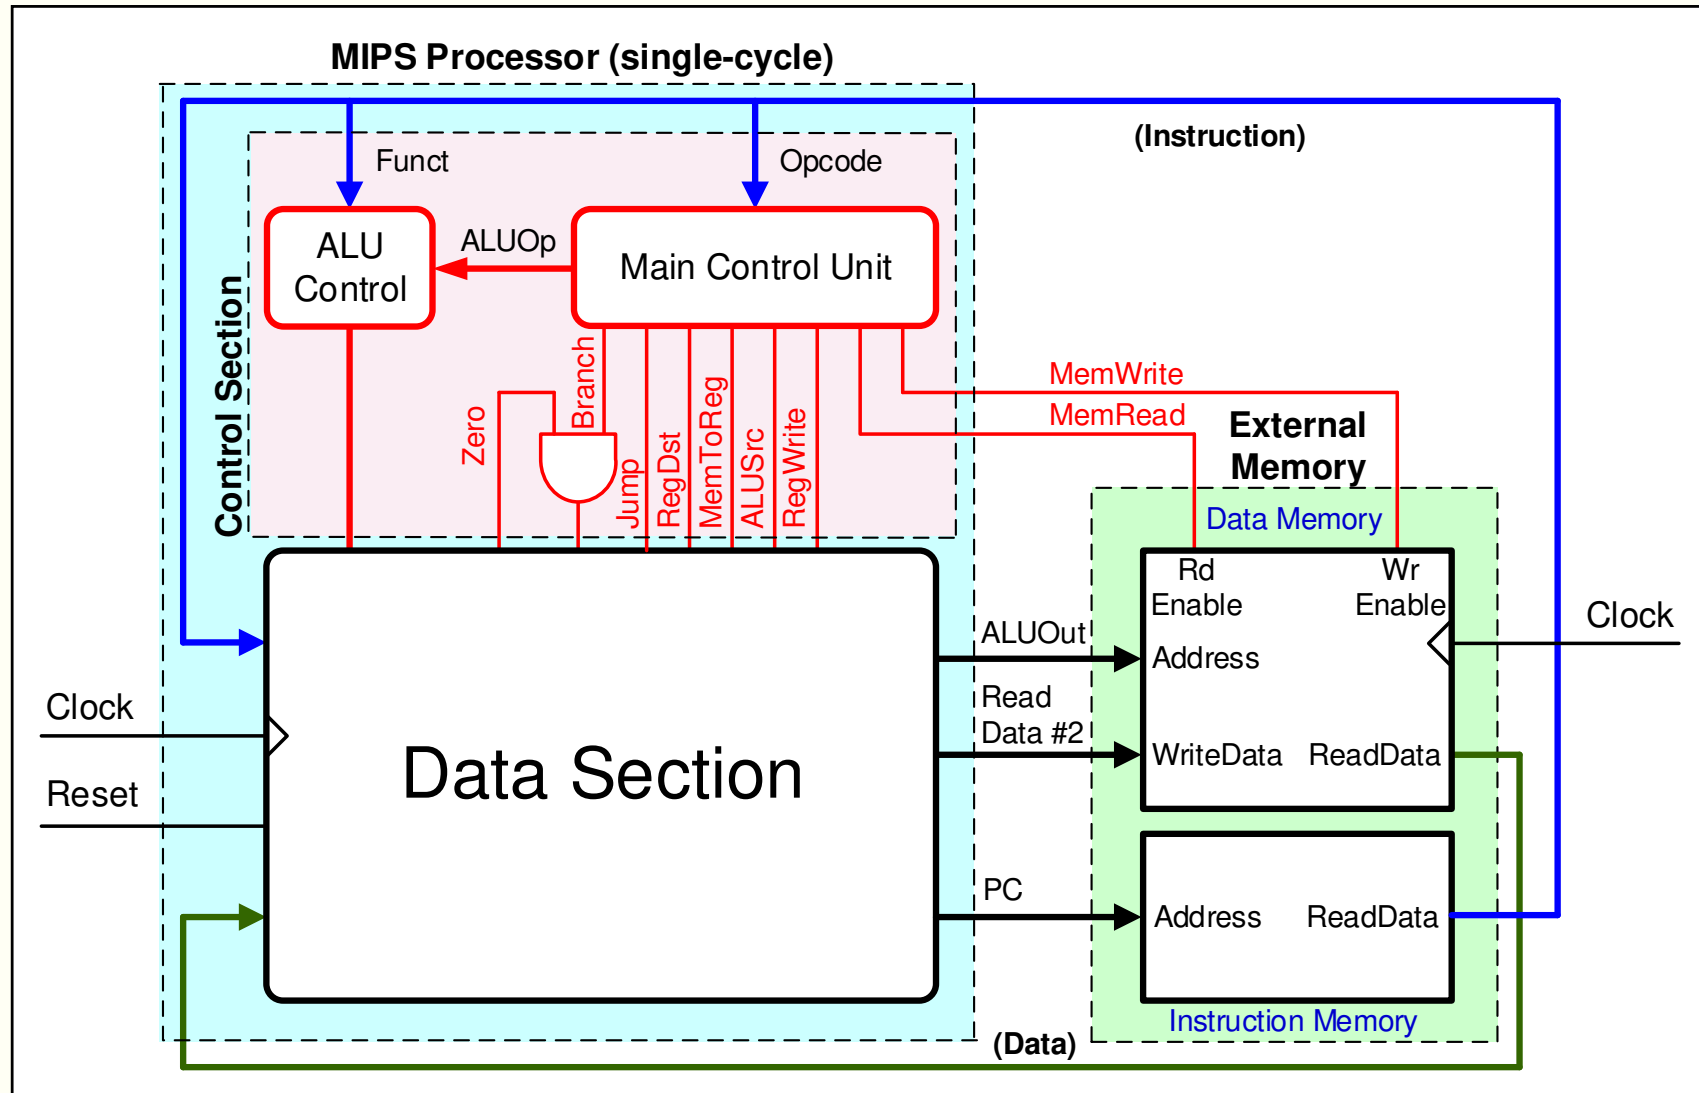 MIPS Processor (single-cycle)
(Instruction)
Funct
Opcode
ALU
Control
ALUOp
Main Control Unit
Control Section
Zero
Branch
Jump
RegDst
MemToReg
ALUSrc
RegWrite
MemWrite
MemRead
External
Memory
Data Memory
Rd
Enable
Wr
Enable
Clock
ALUOut
Address
Read
Data #2
WriteData
ReadData
Clock
Reset
Data Section
PC
Address
ReadData
Instruction Memory
(Data)